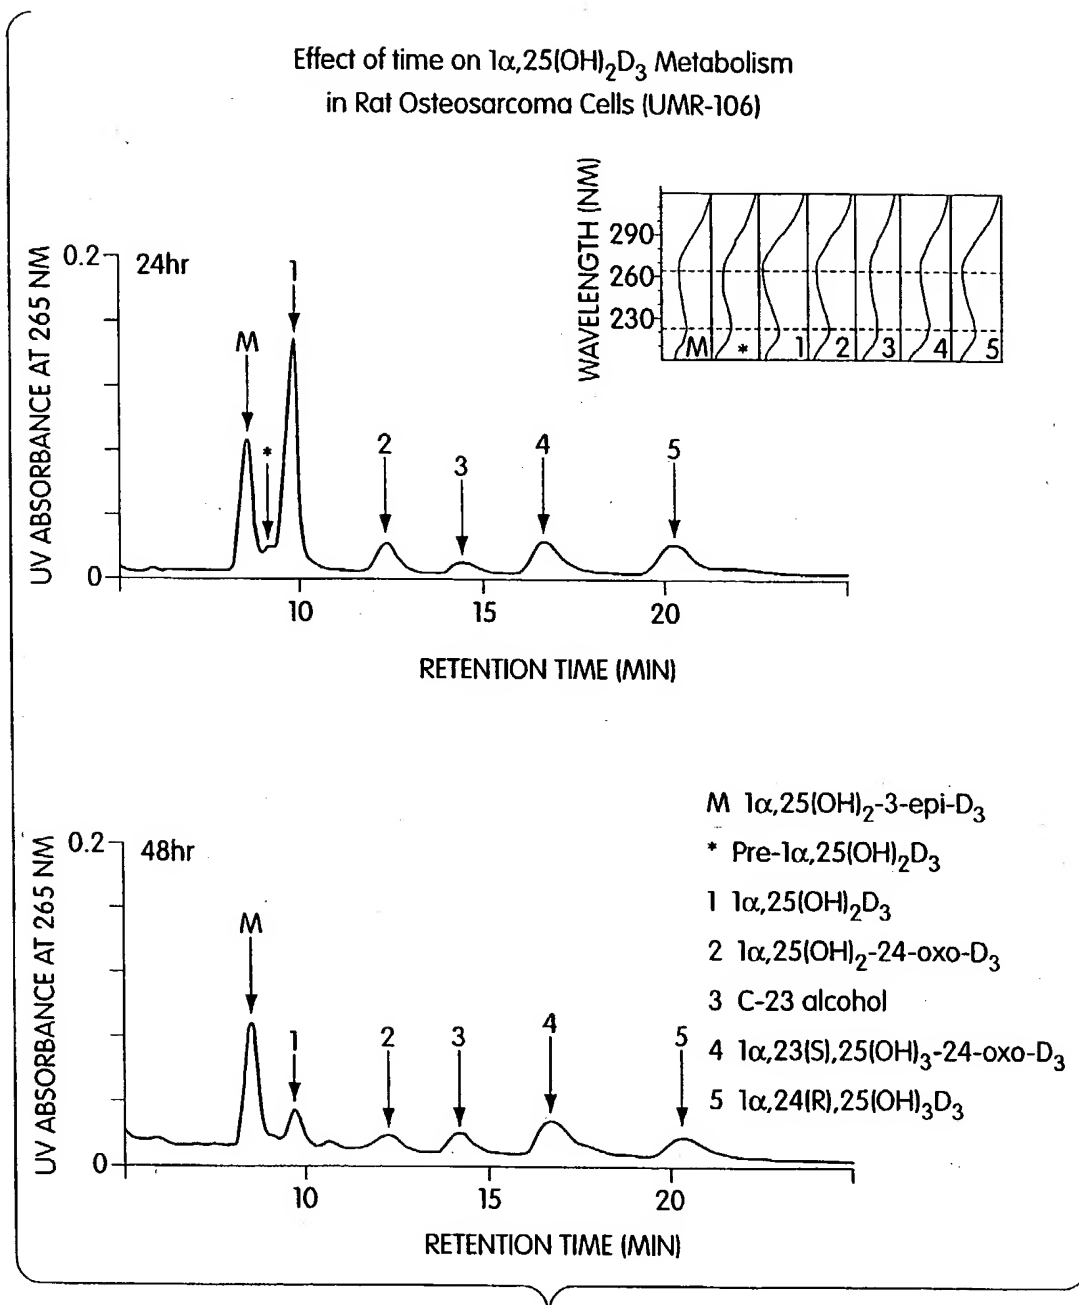 Effect of time on 1α,25(OH)₂D₃ Metabolism
in Rat Osteosarcoma Cells (UMR-106)
WAVELENGTH (NM)
290
260
230
M * 1 2 3 4 5
UV ABSORBANCE AT 265 NM
0.2
24hr
0
M
*
1
2
3
4
5
10 15 20
RETENTION TIME (MIN)
UV ABSORBANCE AT 265 NM
0.2
48hr
0
M
1
2
3
4
5
10 15 20
RETENTION TIME (MIN)
M 1α,25(OH)₂-3-epi-D₃
* Pre-1α,25(OH)₂D₃
1 1α,25(OH)₂D₃
2 1α,25(OH)₂-24-oxo-D₃
3 C-23 alcohol
4 1α,23(S),25(OH)₃-24-oxo-D₃
5 1α,24(R),25(OH)₃D₃